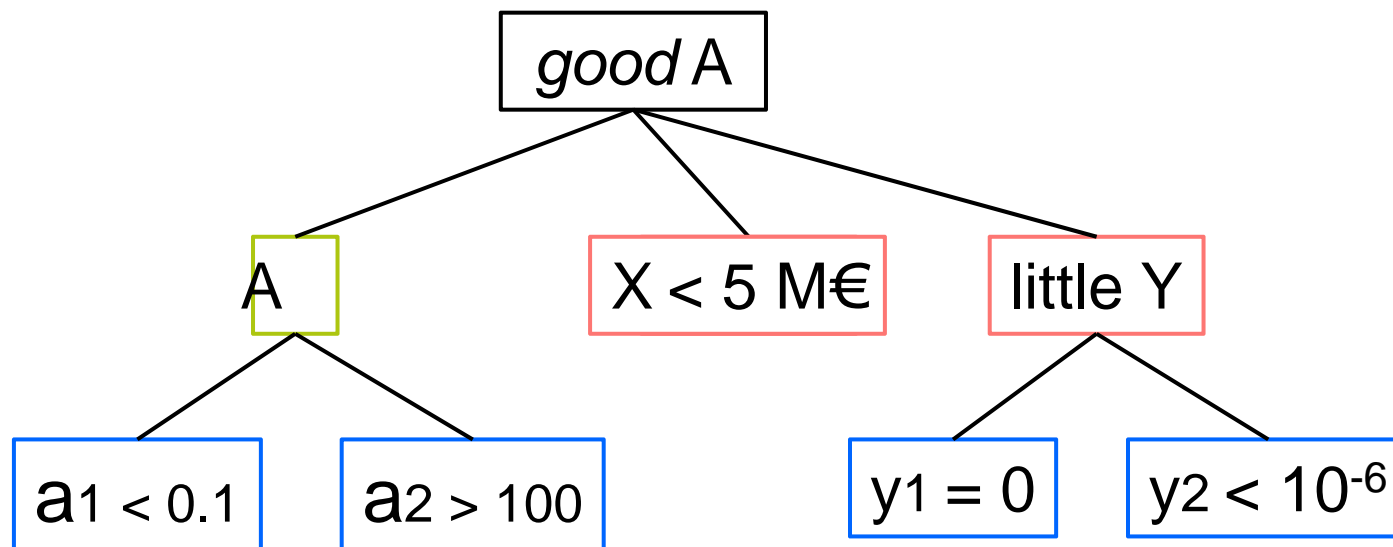 good A
A
X < 5 M€
little Y
a1 < 0.1
a2 > 100
y1 = 0
y2 < 10⁻⁶